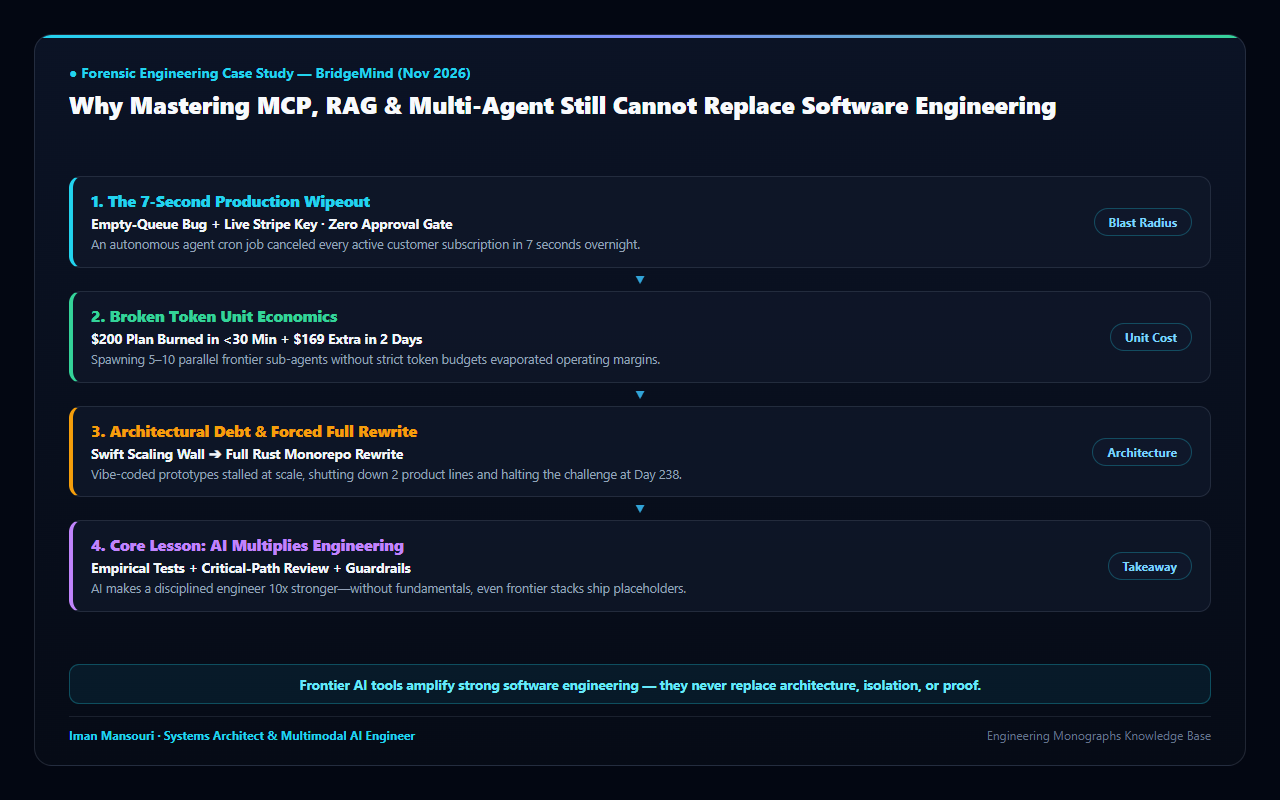 ● Forensic Engineering Case Study — BridgeMind (Nov 2026)
Why Mastering MCP, RAG & Multi-Agent Still Cannot Replace Software Engineering
1. The 7-Second Production Wipeout
Empty-Queue Bug + Live Stripe Key · Zero Approval Gate
An autonomous agent cron job canceled every active customer subscription in 7 seconds overnight.
Blast Radius
▼
2. Broken Token Unit Economics
$200 Plan Burned in <30 Min + $169 Extra in 2 Days
Spawning 5–10 parallel frontier sub-agents without strict token budgets evaporated operating margins.
Unit Cost
▼
3. Architectural Debt & Forced Full Rewrite
Swift Scaling Wall ➔ Full Rust Monorepo Rewrite
Vibe-coded prototypes stalled at scale, shutting down 2 product lines and halting the challenge at Day 238.
Architecture
▼
4. Core Lesson: AI Multiplies Engineering
Empirical Tests + Critical-Path Review + Guardrails
AI makes a disciplined engineer 10x stronger—without fundamentals, even frontier stacks ship placeholders.
Takeaway
Frontier AI tools amplify strong software engineering — they never replace architecture, isolation, or proof.
Iman Mansouri · Systems Architect & Multimodal AI Engineer
Engineering Monographs Knowledge Base